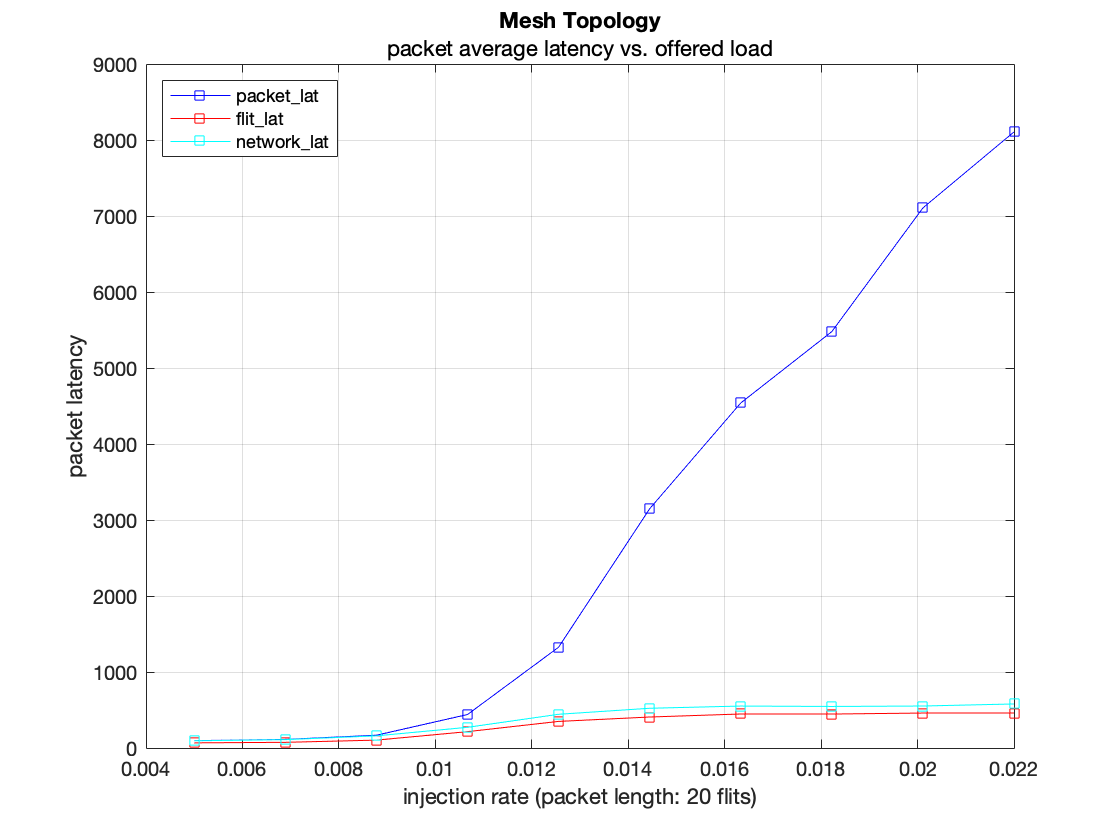 Mesh Topology
packet average latency vs. offered load
packet_lat
flit_lat
network_lat
9000
8000
7000
6000
5000
4000
3000
2000
1000
0
packet latency
0.004 0.006 0.008 0.01 0.012 0.014 0.016 0.018 0.02 0.022
injection rate (packet length: 20 flits)